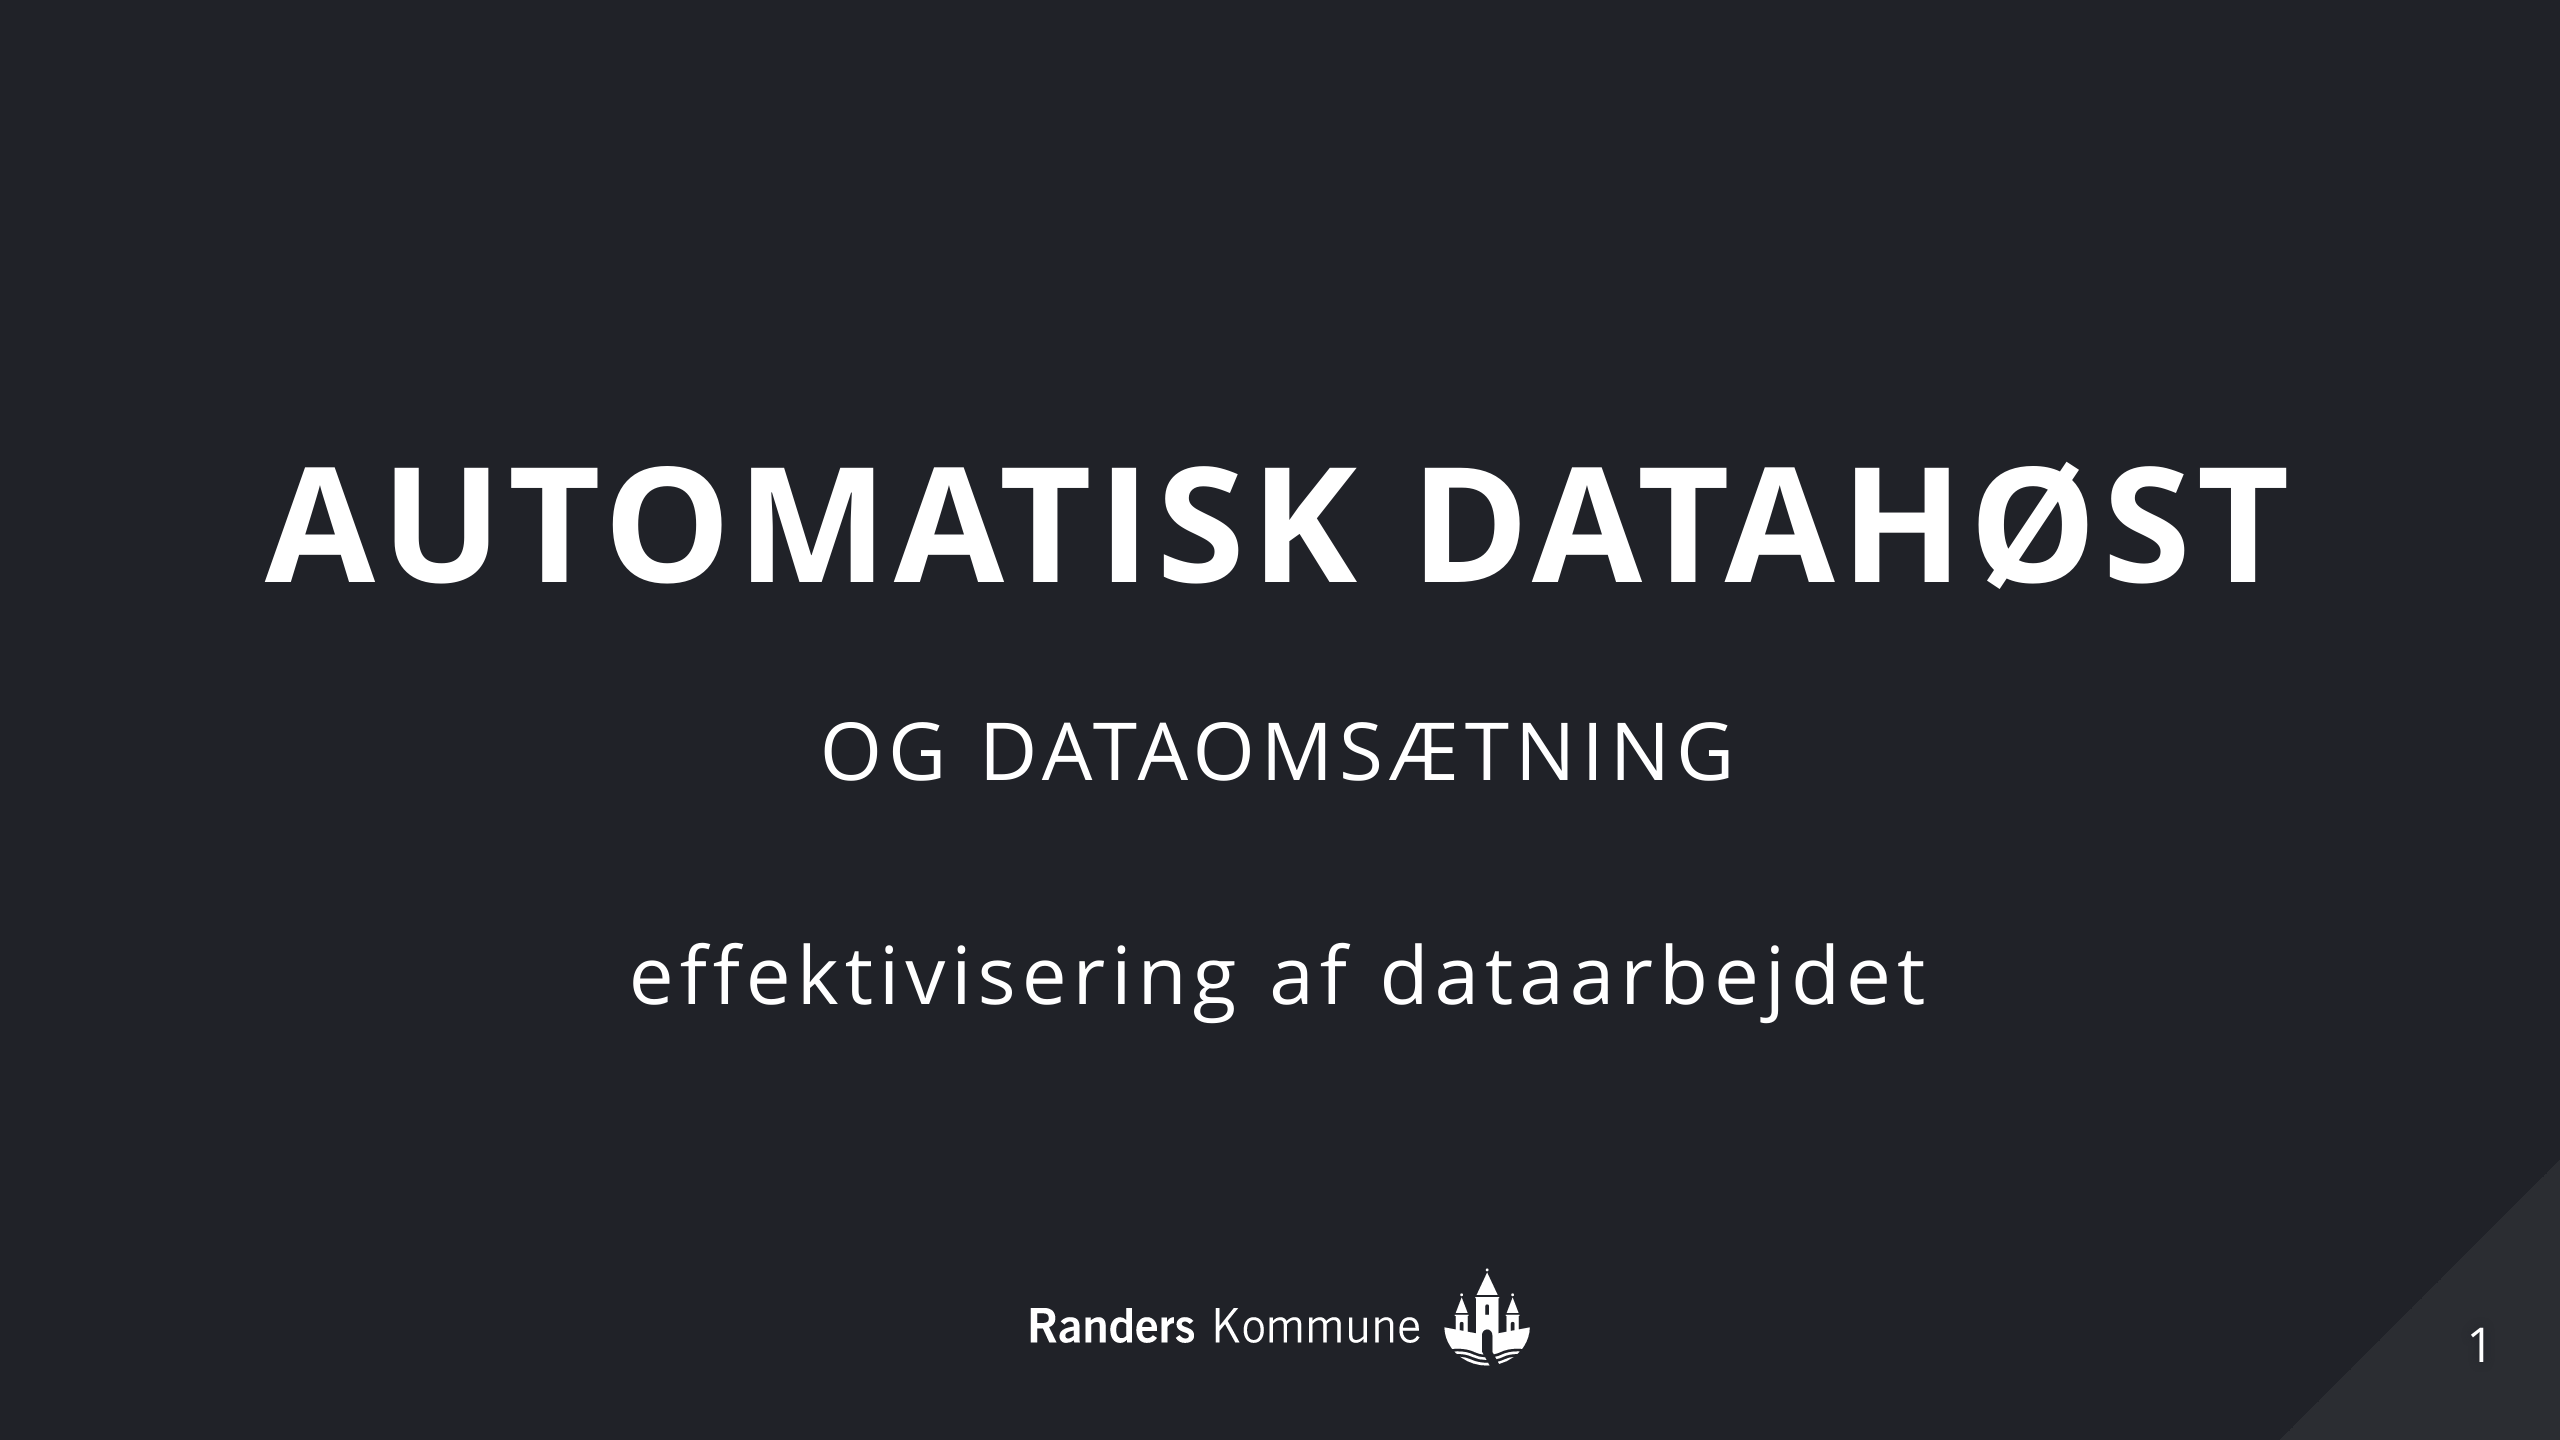 AUTOMATISK DATAHØST
OG DATAOMSÆTNING
effektivisering af dataarbejdet
Randers Kommune
1